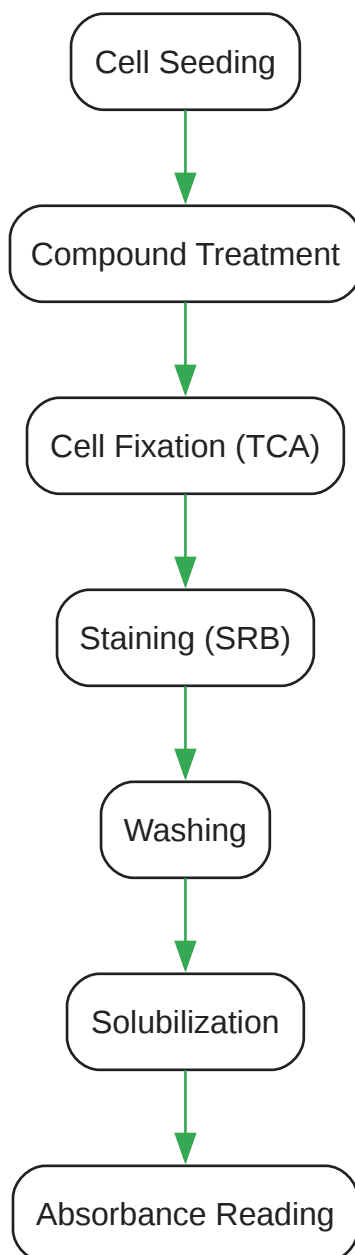 Cell Seeding
Compound Treatment
Cell Fixation (TCA)
Staining (SRB)
Washing
Solubilization
Absorbance Reading